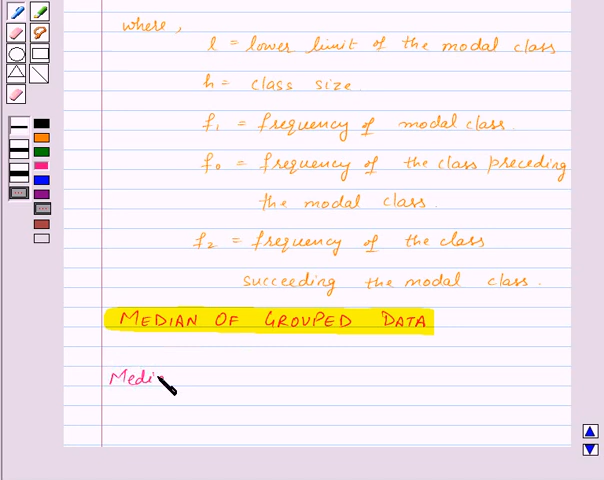 where,
l = lower limit of the modal class
h = class size.
f₁ = frequency of modal class.
f₀ = frequency of the class preceding
the modal class.
f₂ = frequency of the class
succeeding the modal class.
MEDIAN OF GROUPED DATA
Medi